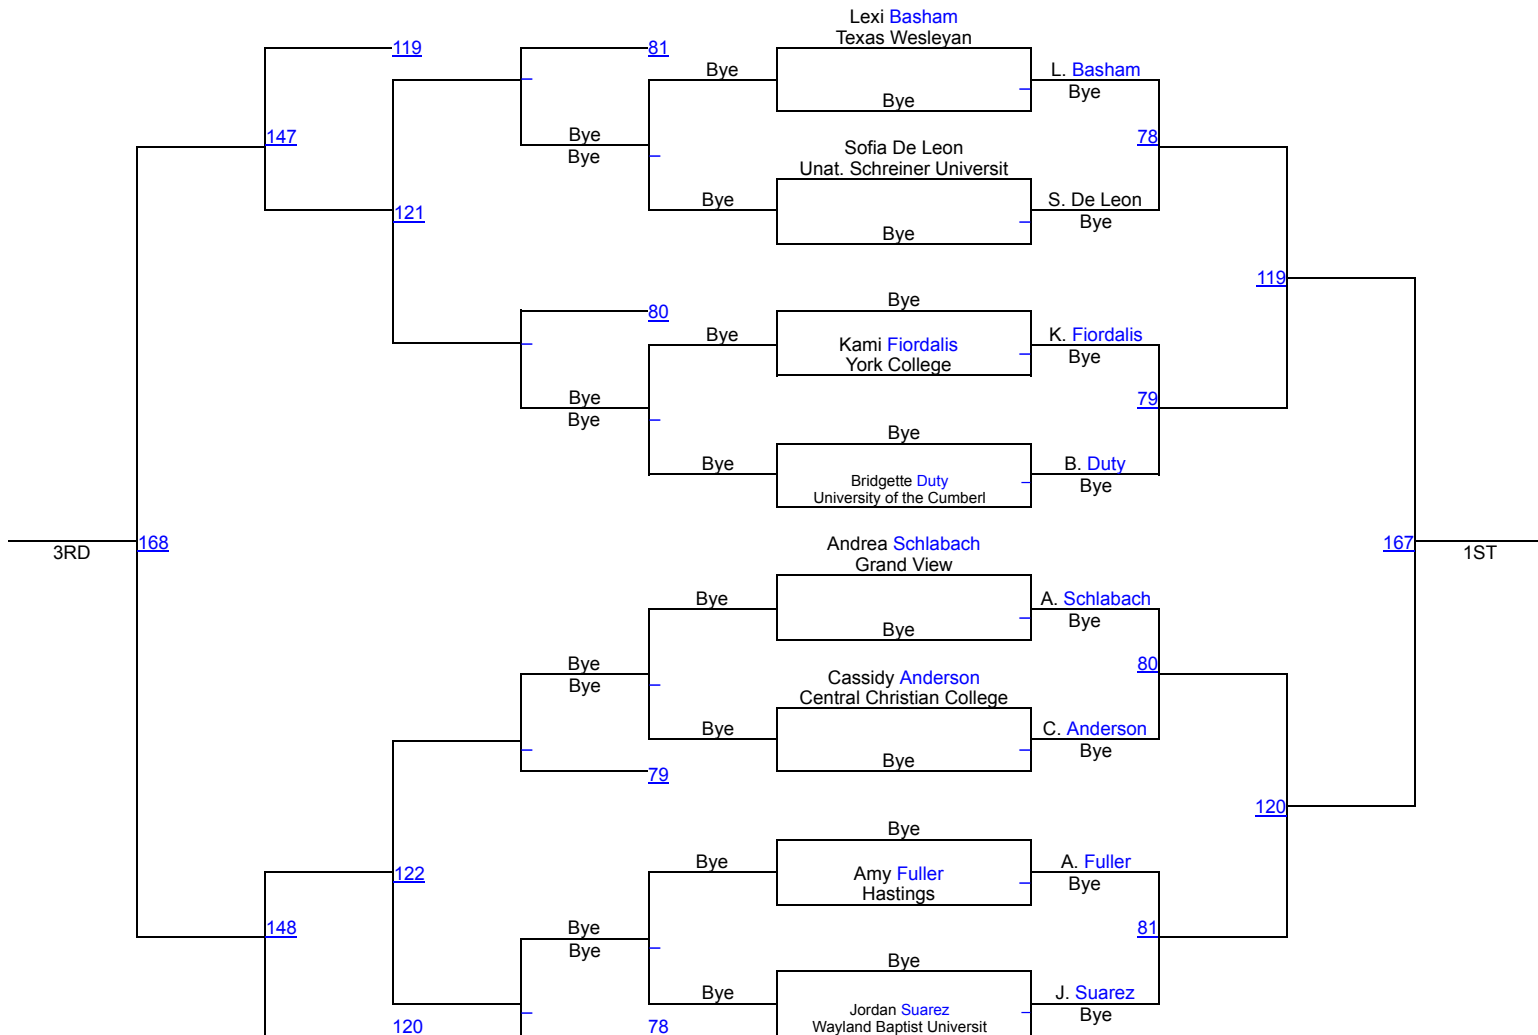 Lexi Basham
Texas Wesleyan
119
81
Bye
L. Basham
Bye
Bye
147
Bye
Bye
78
Sofia De Leon
Unat. Schreiner Universit
121
Bye
S. De Leon
Bye
Bye
119
80
Bye
Bye
Kami Fiordalis
York College
K. Fiordalis
Bye
Bye
Bye
79
Bye
Bye
Bridgette Duty
University of the Cumberl
B. Duty
Bye
3RD
168
Andrea Schlabach
Grand View
167
1ST
Bye
A. Schlabach
Bye
Bye
Bye
Bye
80
Cassidy Anderson
Central Christian College
Bye
C. Anderson
Bye
Bye
79
120
Bye
122
Bye
Amy Fuller
Hastings
A. Fuller
Bye
148
Bye
Bye
81
Bye
Bye
Jordan Suarez
Wayland Baptist Universit
J. Suarez
Bye
120
78